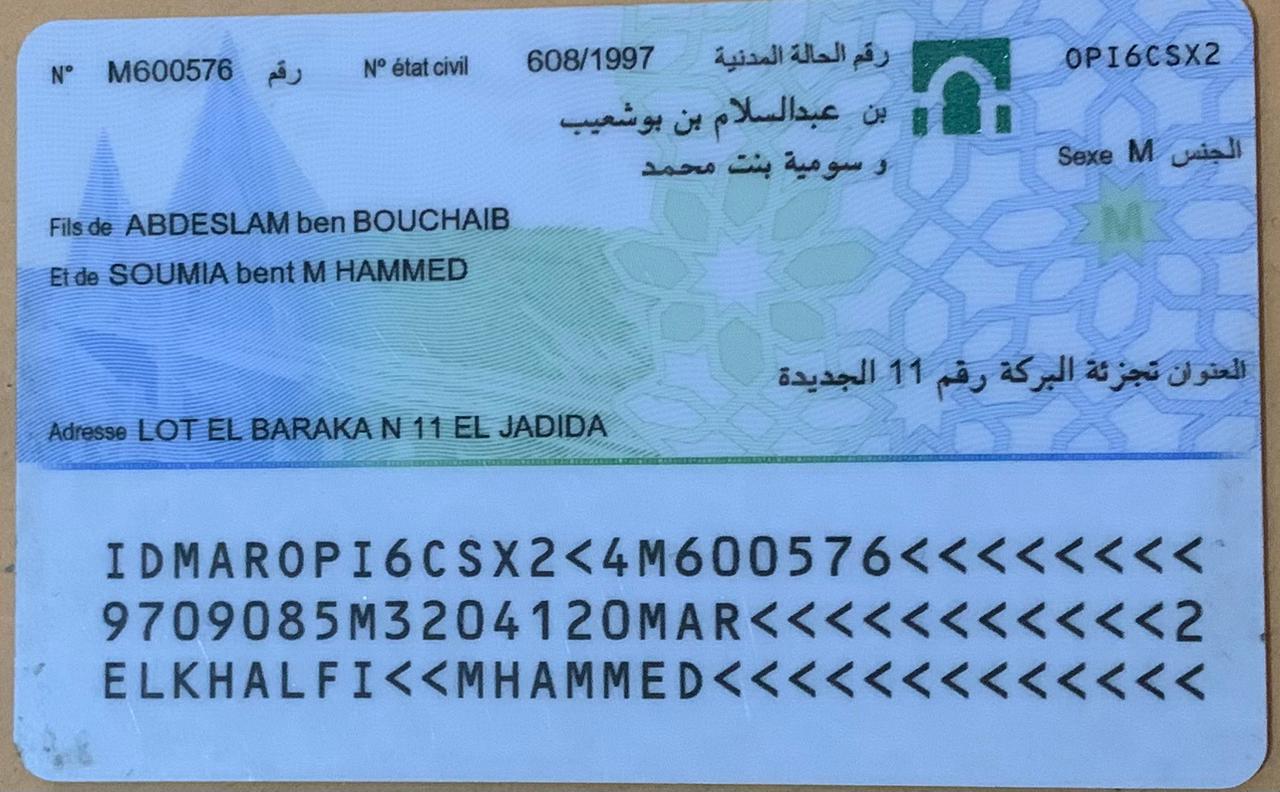 N° M600576 رقم N° état civil 608/1997 رقم الحالة المدنية 0PI6CSX2
بن عبدالسلام بن بوشعيب
و سومية بنت محمد
Sexe M الجنس
M
Fils de ABDESLAM ben BOUCHAIB
Et de SOUMIA bent M HAMMED
العنوان تجزئة البركة رقم 11 الجديدة
Adresse LOT EL BARAKA N 11 EL JADIDA
IDMAR0PI6CSX2<4M600576<<<<<<<<
9709085M3204120MAR<<<<<<<<<<<2
ELKHALFI<<MHAMMED<<<<<<<<<<<<<